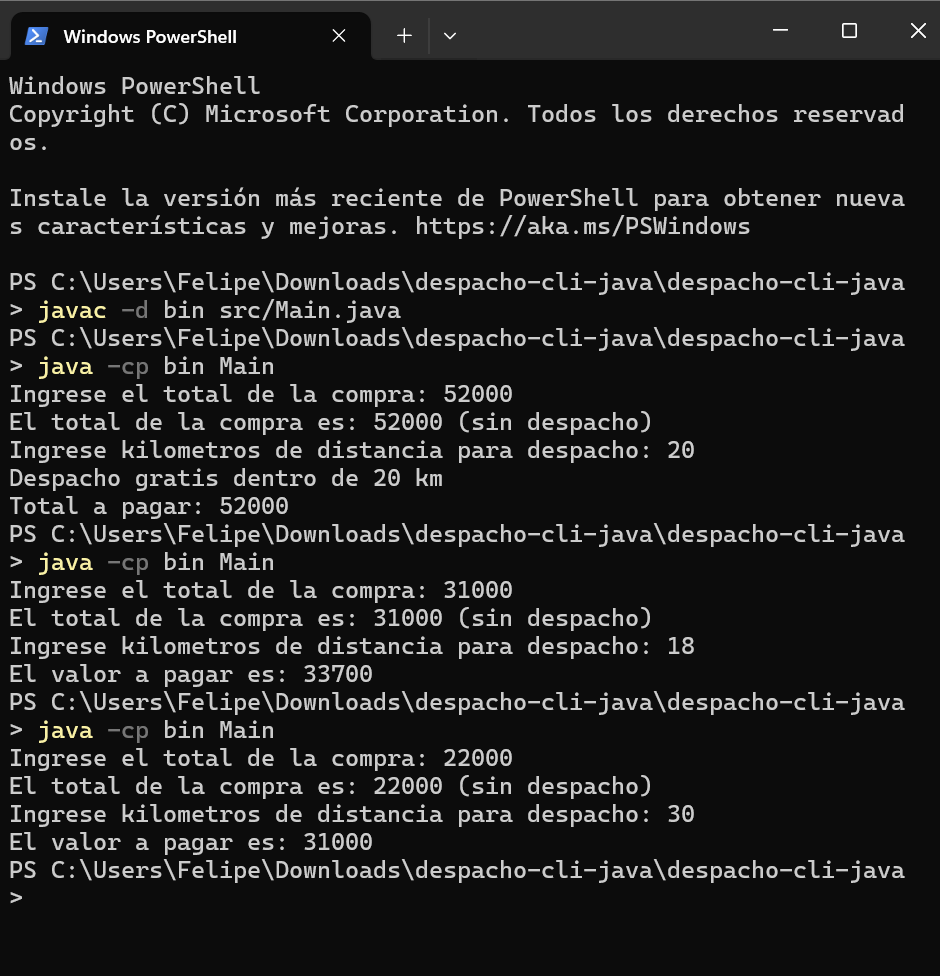 Windows PowerShell
Windows PowerShell
Copyright (C) Microsoft Corporation. Todos los derechos reservad
os.
Instale la versión más reciente de PowerShell para obtener nueva
s características y mejoras. https://aka.ms/PSWindows
PS C:\Users\Felipe\Downloads\despacho-cli-java\despacho-cli-java
> javac -d bin src/Main.java
PS C:\Users\Felipe\Downloads\despacho-cli-java\despacho-cli-java
> java -cp bin Main
Ingrese el total de la compra: 52000
El total de la compra es: 52000 (sin despacho)
Ingrese kilometros de distancia para despacho: 20
Despacho gratis dentro de 20 km
Total a pagar: 52000
PS C:\Users\Felipe\Downloads\despacho-cli-java\despacho-cli-java
> java -cp bin Main
Ingrese el total de la compra: 31000
El total de la compra es: 31000 (sin despacho)
Ingrese kilometros de distancia para despacho: 18
El valor a pagar es: 33700
PS C:\Users\Felipe\Downloads\despacho-cli-java\despacho-cli-java
> java -cp bin Main
Ingrese el total de la compra: 22000
El total de la compra es: 22000 (sin despacho)
Ingrese kilometros de distancia para despacho: 30
El valor a pagar es: 31000
PS C:\Users\Felipe\Downloads\despacho-cli-java\despacho-cli-java
>